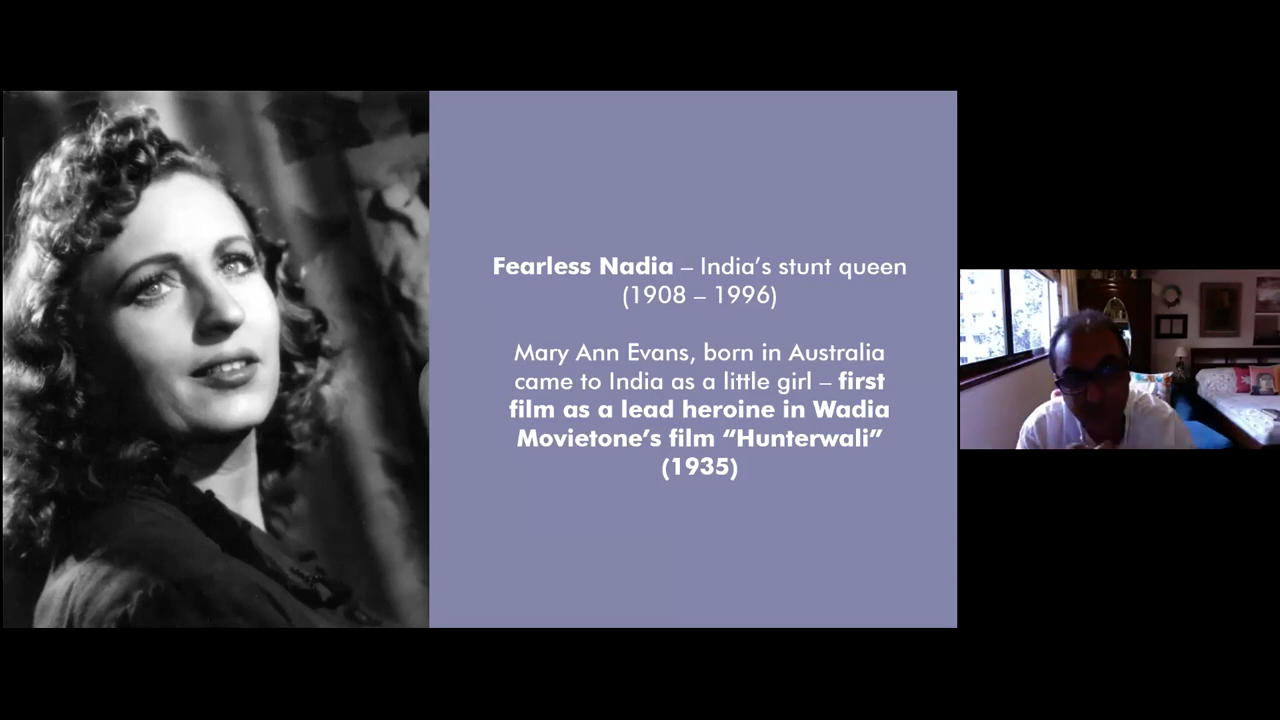 Fearless Nadia – India’s stunt queen
(1908 – 1996)
Mary Ann Evans, born in Australia
came to India as a little girl – first
film as a lead heroine in Wadia
Movietone’s film “Hunterwali”
(1935)